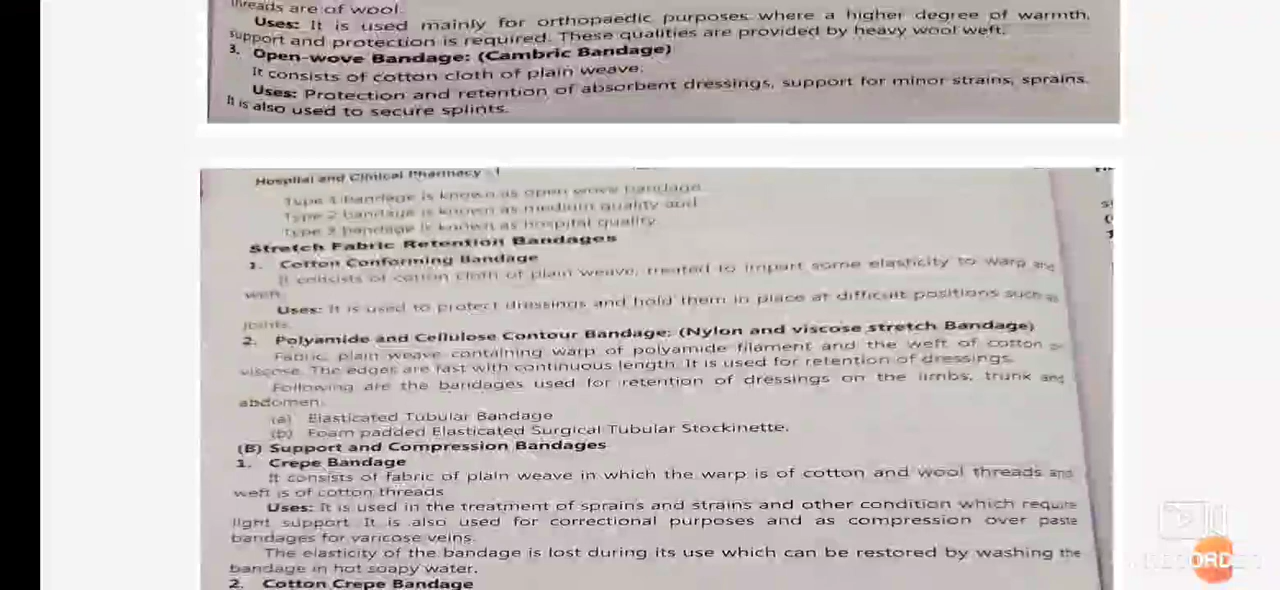 threads are of wool.
Uses: It is used mainly for orthopaedic purposes where a higher degree of warmth,
support and protection is required. These qualities are provided by heavy wool weft.
3. Open-wove Bandage: (Cambric Bandage)
It consists of cotton cloth of plain weave.
Uses: Protection and retention of absorbent dressings, support for minor strains, sprains.
It is also used to secure splints.
Hospital and Clinical Pharmacy - I
Type 1 bandage is known as open wove bandage
Type 2 bandage is known as medium quality and
Type 3 bandage is known as hospital quality.
Stretch Fabric Retention Bandages
1. Cotton Conforming Bandage
It consists of cotton cloth of plain weave, treated to impart some elasticity to warp and
weft.
Uses: It is used to protect dressings and hold them in place at difficult positions such as
joints.
2. Polyamide and Cellulose Contour Bandage: (Nylon and viscose stretch Bandage)
Fabric, plain weave containing warp of polyamide filament and the weft of cotton or
viscose. The edges are fast with continuous length. It is used for retention of dressings.
Following are the bandages used for retention of dressings on the limbs, trunk and
abdomen.
(a) Elasticated Tubular Bandage
(b) Foam padded Elasticated Surgical Tubular Stockinette.
(B) Support and Compression Bandages
1. Crepe Bandage
It consists of fabric of plain weave in which the warp is of cotton and wool threads and
weft is of cotton threads
Uses: It is used in the treatment of sprains and strains and other condition which require
light support. It is also used for correctional purposes and as compression over paste
bandages for varicose veins.
The elasticity of the bandage is lost during its use which can be restored by washing the
bandage in hot soapy water.
2. Cotton Crepe Bandage